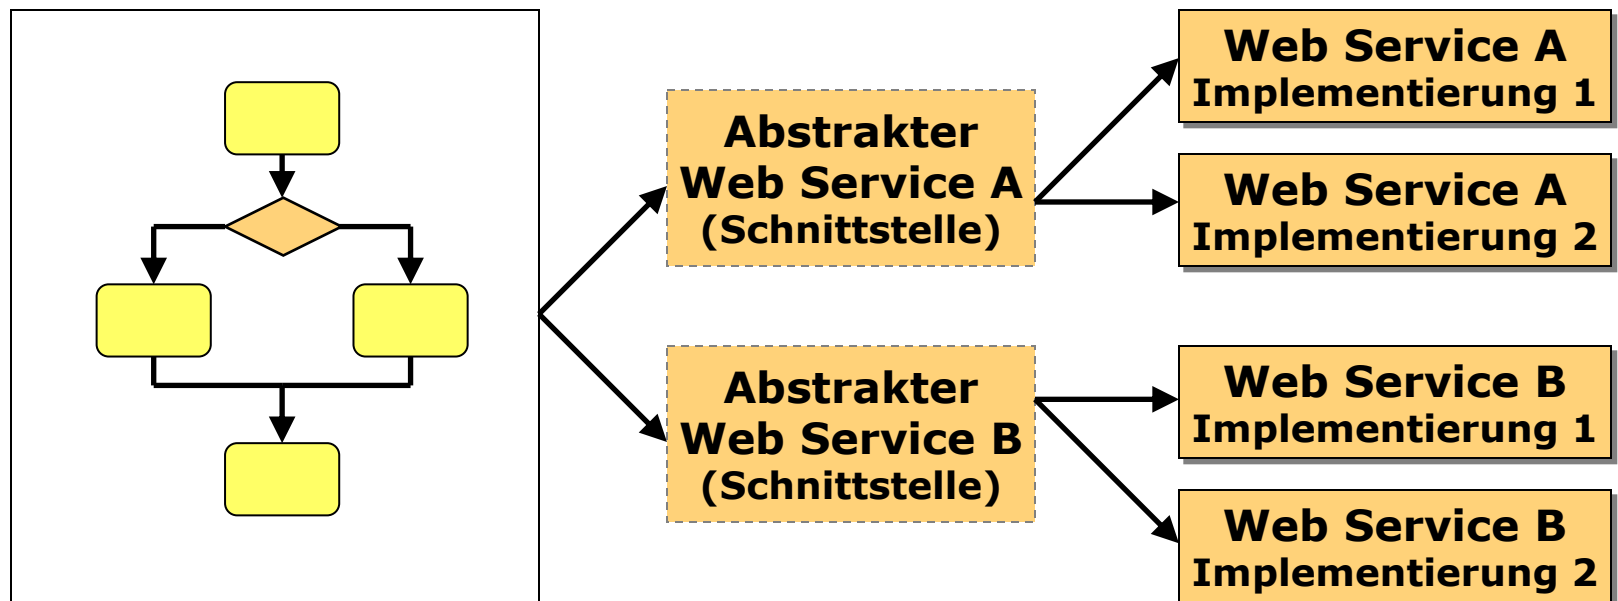 Abstrakter
Web Service A
(Schnittstelle)
Web Service A
Implementierung 1
Web Service A
Implementierung 2
Abstrakter
Web Service B
(Schnittstelle)
Web Service B
Implementierung 1
Web Service B
Implementierung 2